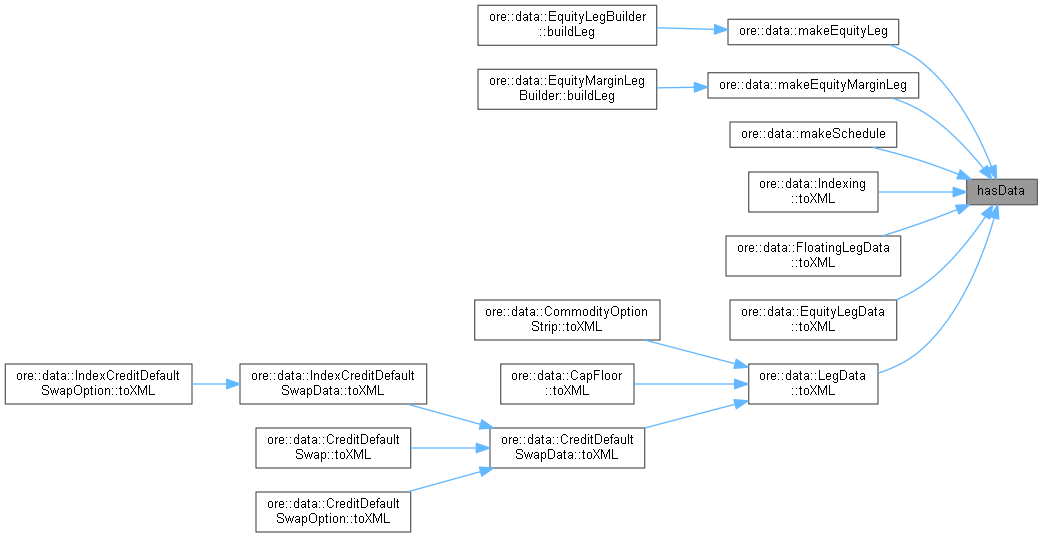 ore::data::EquityLegBuilder
::buildLeg
ore::data::makeEquityLeg
ore::data::EquityMarginLeg
Builder::buildLeg
ore::data::makeEquityMarginLeg
ore::data::makeSchedule
ore::data::Indexing
::toXML
hasData
ore::data::FloatingLegData
::toXML
ore::data::EquityLegData
::toXML
ore::data::CommodityOption
Strip::toXML
ore::data::IndexCreditDefault
SwapOption::toXML
ore::data::IndexCreditDefault
SwapData::toXML
ore::data::CapFloor
::toXML
ore::data::LegData
::toXML
ore::data::CreditDefault
Swap::toXML
ore::data::CreditDefault
SwapData::toXML
ore::data::CreditDefault
SwapOption::toXML